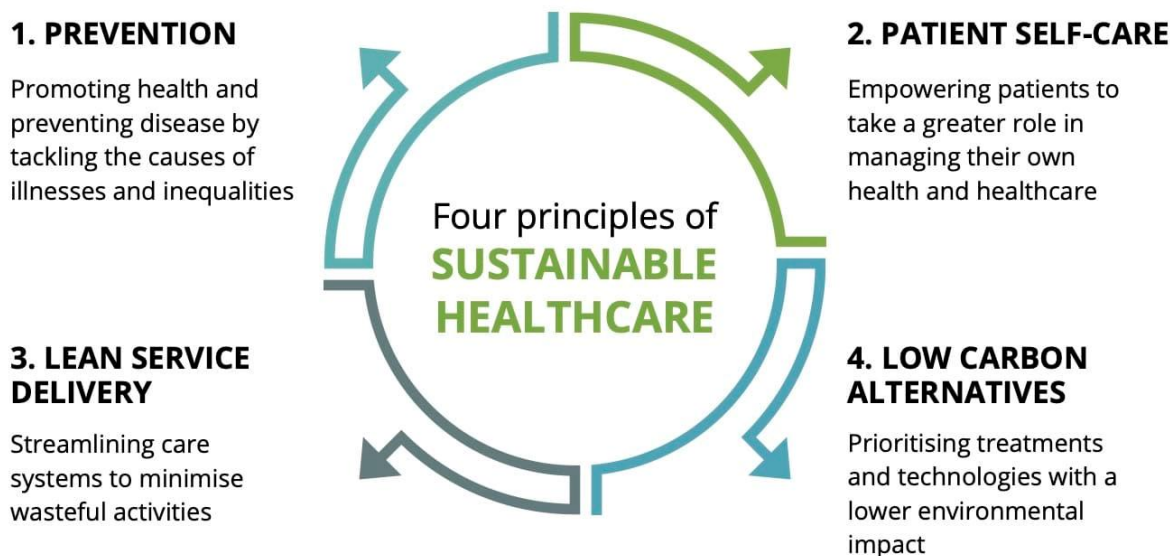 1. PREVENTION
Promoting health and
preventing disease by
tackling the causes of
illnesses and inequalities
2. PATIENT SELF-CARE
Empowering patients to
take a greater role in
managing their own
health and healthcare
Four principles of
SUSTAINABLE
HEALTHCARE
3. LEAN SERVICE
DELIVERY
Streamlining care
systems to minimise
wasteful activities
4. LOW CARBON
ALTERNATIVES
Prioritising treatments
and technologies with a
lower environmental
impact